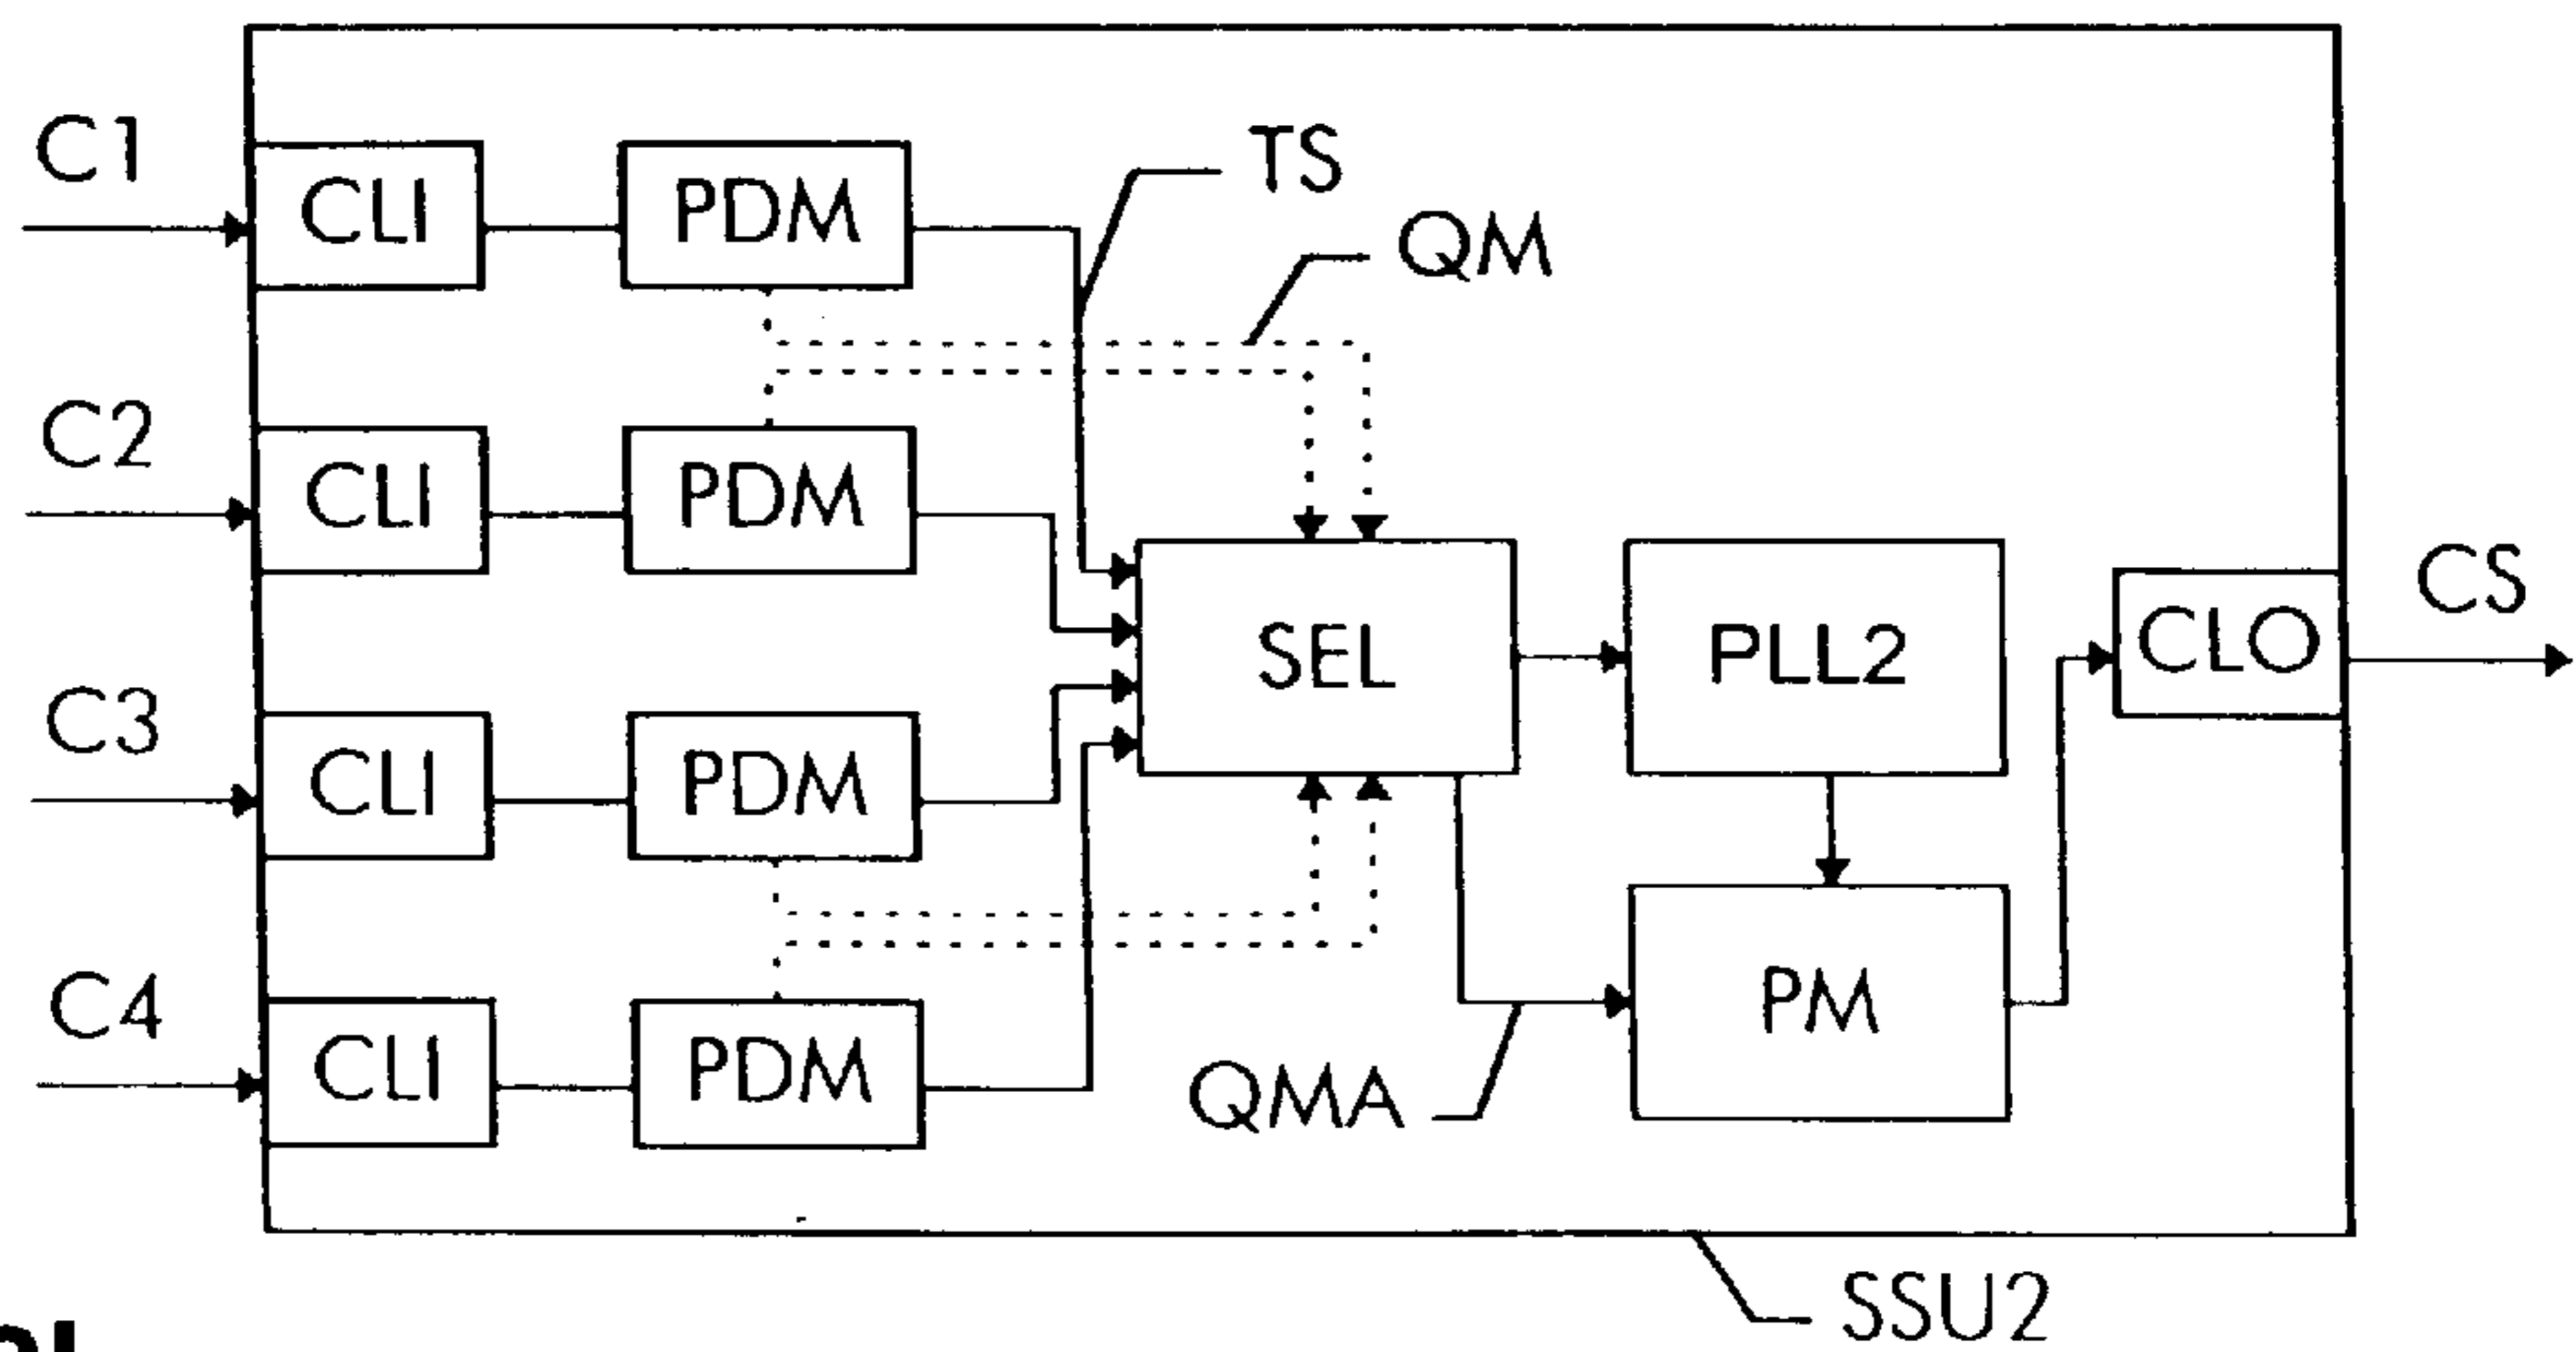 C1
CLI
PDM
TS
QM
C2
CLI
PDM
SEL
PLL2
CLO
CS
C3
CLI
PDM
C4
CLI
PDM
QMA
PM
SSU2